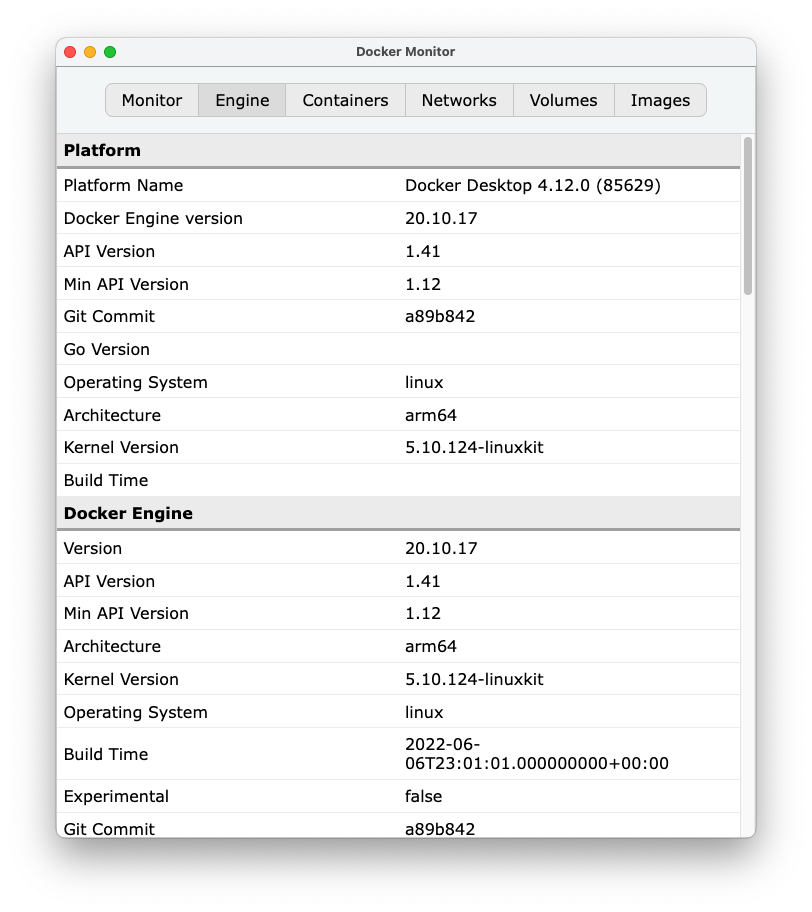 Docker Monitor
Monitor Engine Containers Networks Volumes Images
Platform
Platform Name Docker Desktop 4.12.0 (85629)
Docker Engine version 20.10.17
API Version 1.41
Min API Version 1.12
Git Commit a89b842
Go Version
Operating System linux
Architecture arm64
Kernel Version 5.10.124-linuxkit
Build Time
Docker Engine
Version 20.10.17
API Version 1.41
Min API Version 1.12
Architecture arm64
Kernel Version 5.10.124-linuxkit
Operating System linux
Build Time 2022-06-
06T23:01:01.000000000+00:00
Experimental false
Git Commit a89b842